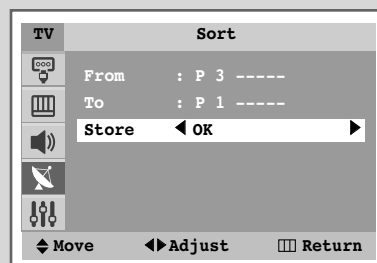 TV Sort
From : P 3 -----
To : P 1 -----
Store ◀ OK ▶
Move Adjust Return